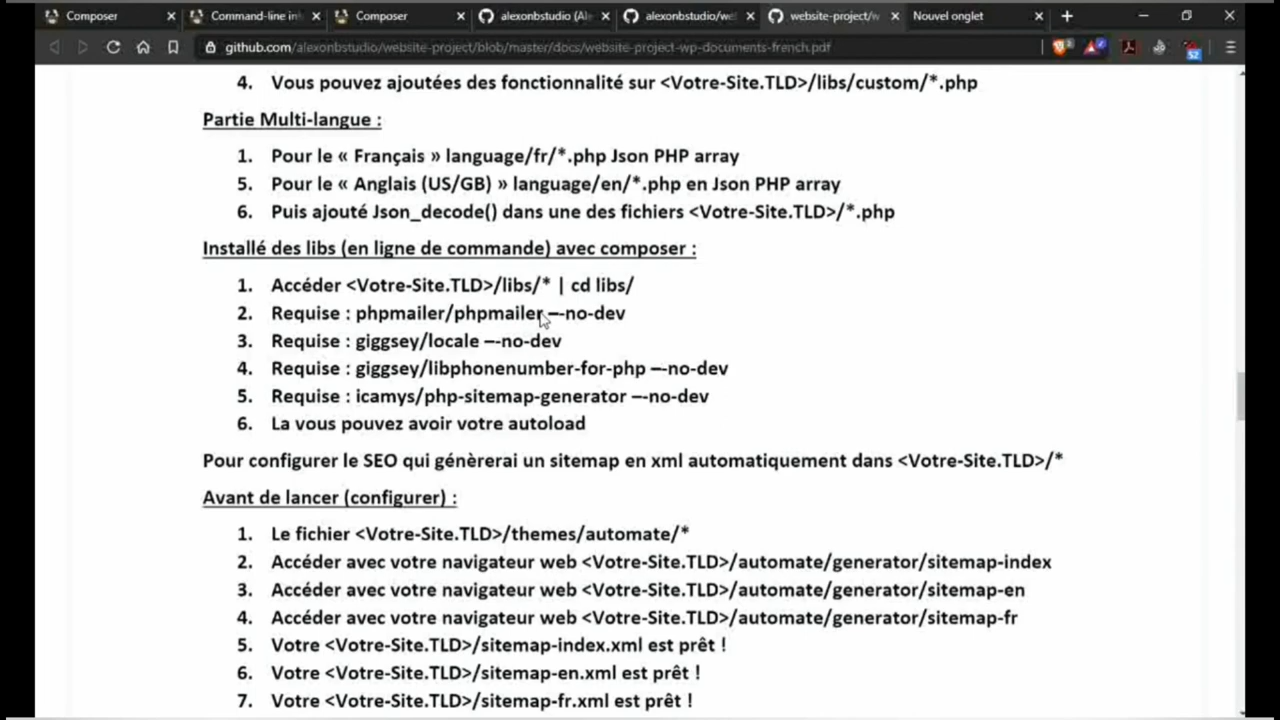 Composer
Command-line in
Composer
alexonbstudio (Al
alexonbstudio/we
website-project/w
Nouvel onglet
github.com/alexonbstudio/website-project/blob/master/docs/website-project-wp-documents-french.pdf
4. Vous pouvez ajoutées des fonctionnalité sur <Votre-Site.TLD>/libs/custom/*.php
Partie Multi-langue :
1. Pour le « Français » language/fr/*.php Json PHP array
5. Pour le « Anglais (US/GB) » language/en/*.php en Json PHP array
6. Puis ajouté Json_decode() dans une des fichiers <Votre-Site.TLD>/*.php
Installé des libs (en ligne de commande) avec composer :
1. Accéder <Votre-Site.TLD>/libs/* | cd libs/
2. Requise : phpmailer/phpmailer –-no-dev
3. Requise : giggsey/locale –-no-dev
4. Requise : giggsey/libphonenumber-for-php –-no-dev
5. Requise : icamys/php-sitemap-generator –-no-dev
6. La vous pouvez avoir votre autoload
Pour configurer le SEO qui génèrerai un sitemap en xml automatiquement dans <Votre-Site.TLD>/*
Avant de lancer (configurer) :
1. Le fichier <Votre-Site.TLD>/themes/automate/*
2. Accéder avec votre navigateur web <Votre-Site.TLD>/automate/generator/sitemap-index
3. Accéder avec votre navigateur web <Votre-Site.TLD>/automate/generator/sitemap-en
4. Accéder avec votre navigateur web <Votre-Site.TLD>/automate/generator/sitemap-fr
5. Votre <Votre-Site.TLD>/sitemap-index.xml est prêt !
6. Votre <Votre-Site.TLD>/sitemap-en.xml est prêt !
7. Votre <Votre-Site.TLD>/sitemap-fr.xml est prêt !